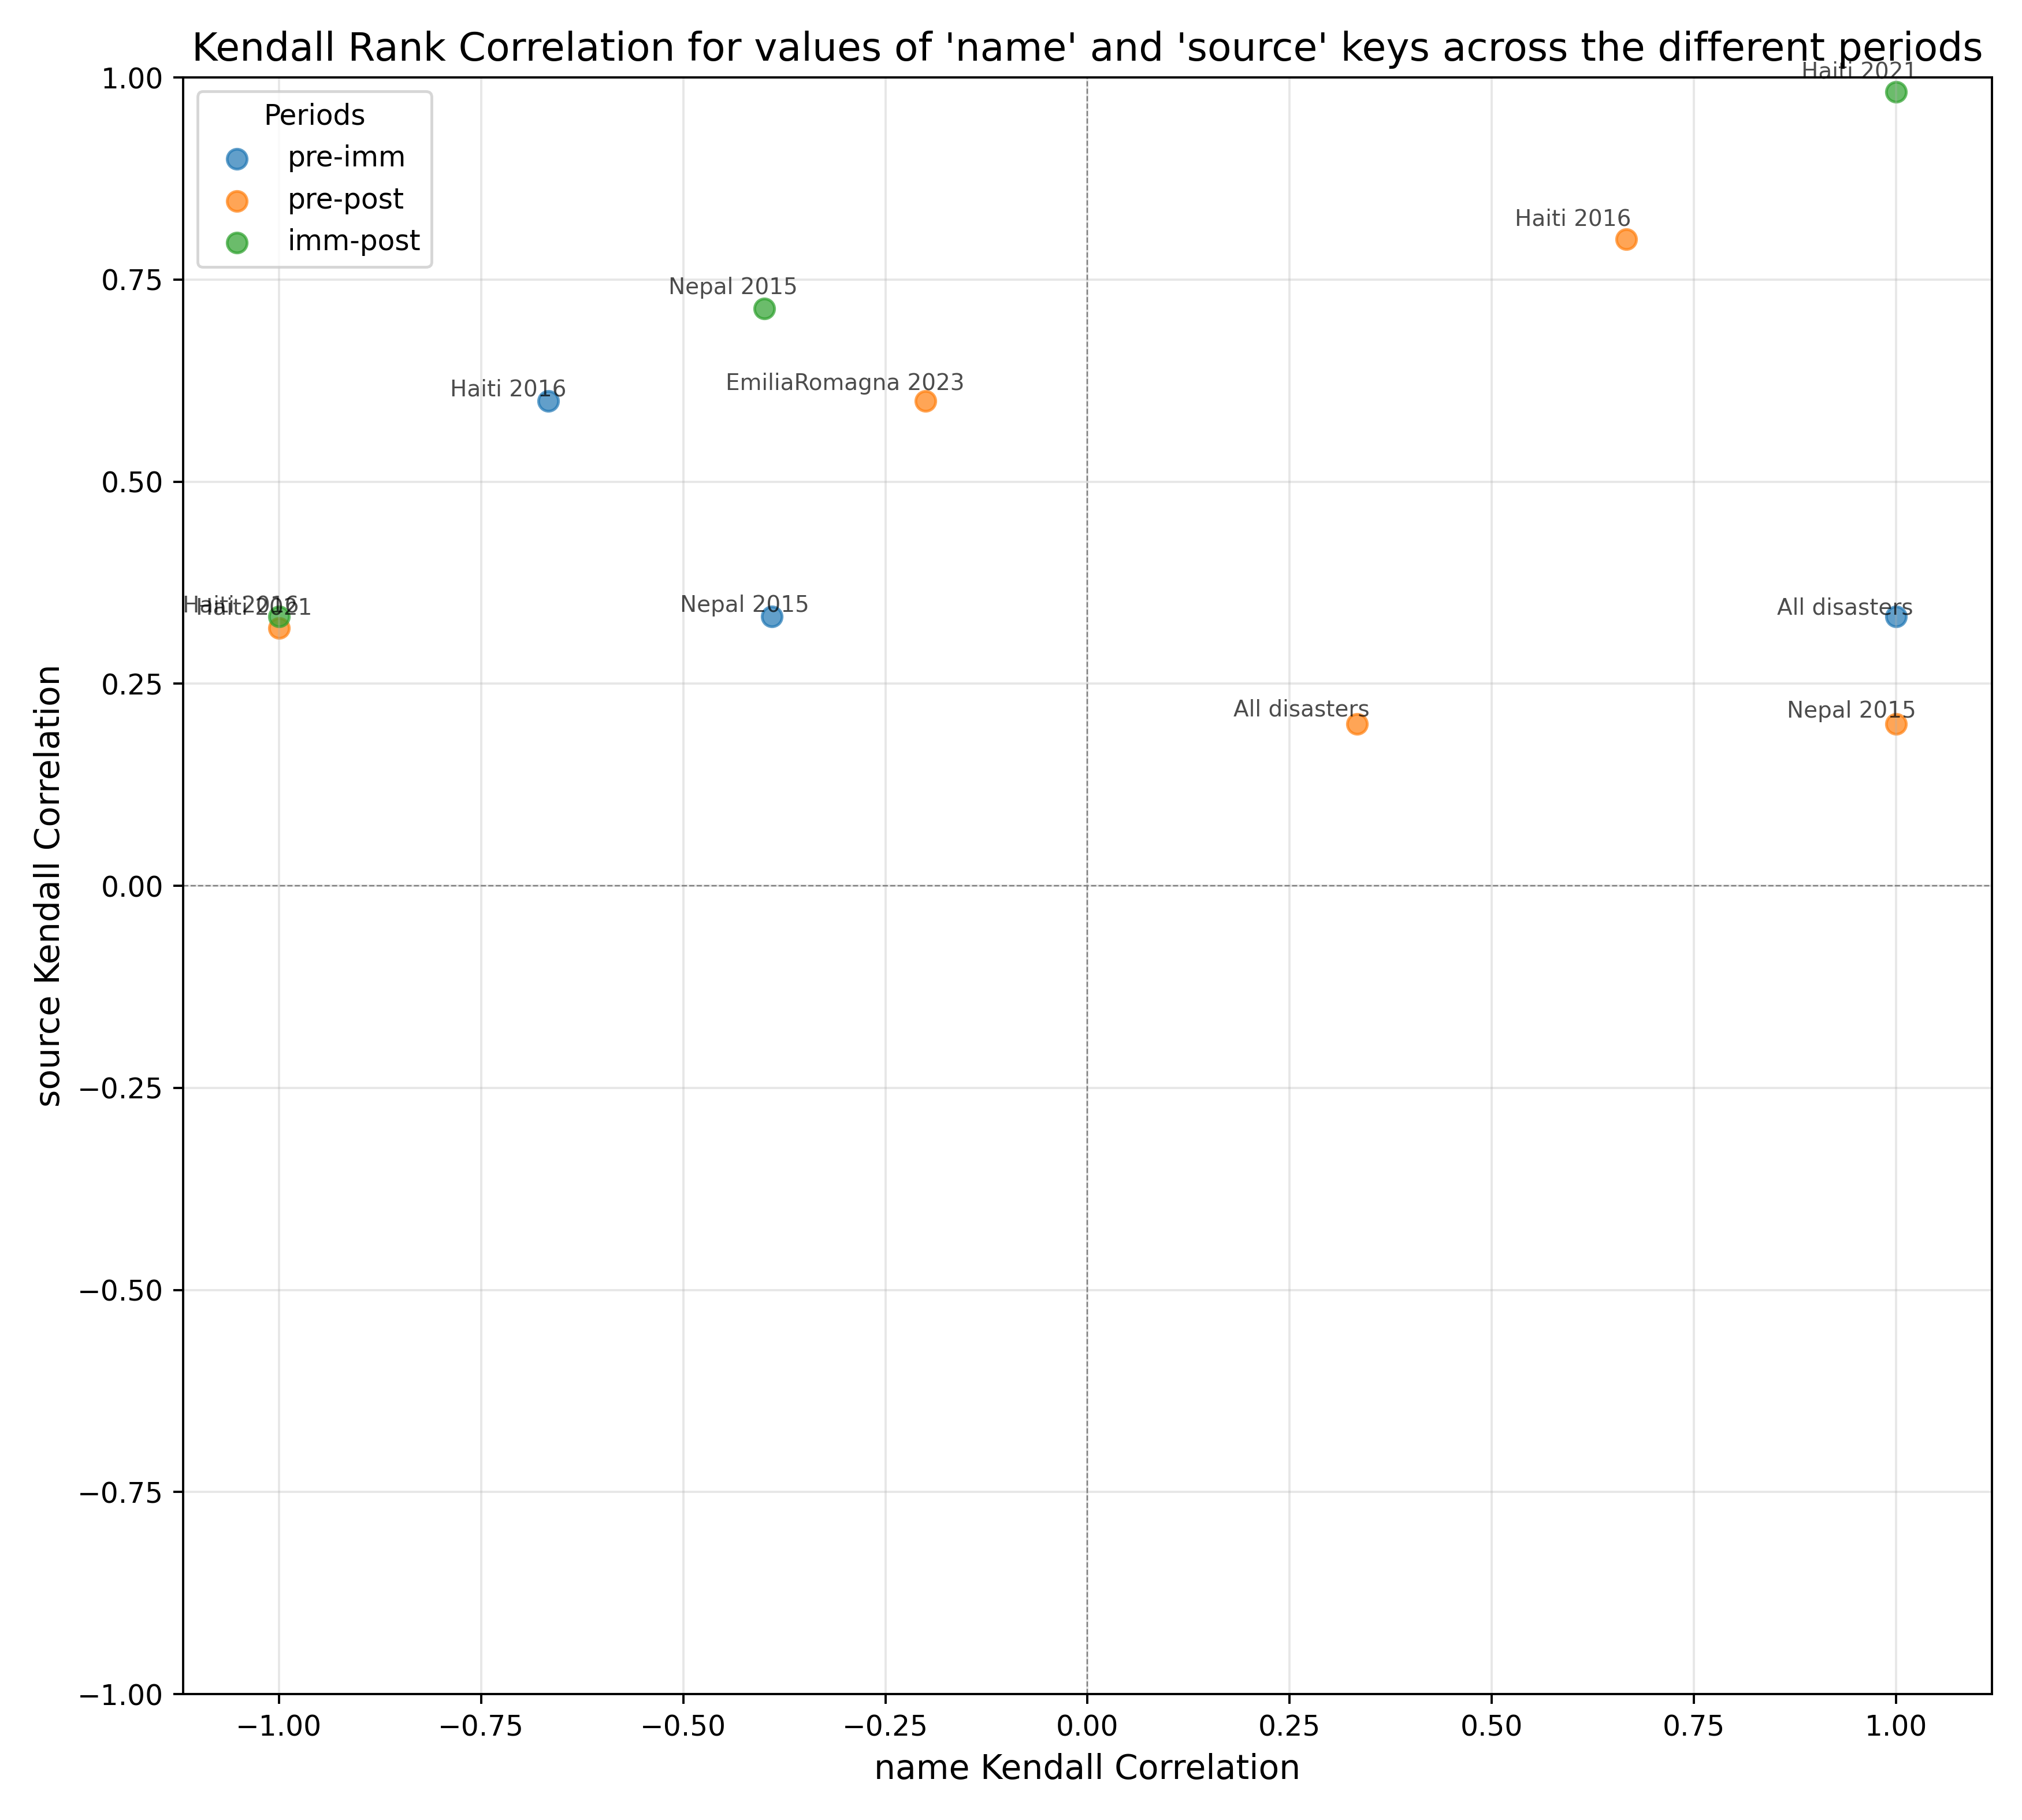 Kendall Rank Correlation for values of 'name' and 'source' keys across the different periods
Haiti 2021
1.00
Periods
pre-imm
pre-post
imm-post
Haiti 2016
0.75
Nepal 2015
EmiliaRomagna 2023
Haiti 2016
0.50
Haiti 2016
Haiti 2021
Nepal 2015
All disasters
0.25
All disasters
Nepal 2015
source Kendall Correlation
0.00
−0.25
−0.50
−0.75
−1.00
−1.00 −0.75 −0.50 −0.25 0.00 0.25 0.50 0.75 1.00
name Kendall Correlation